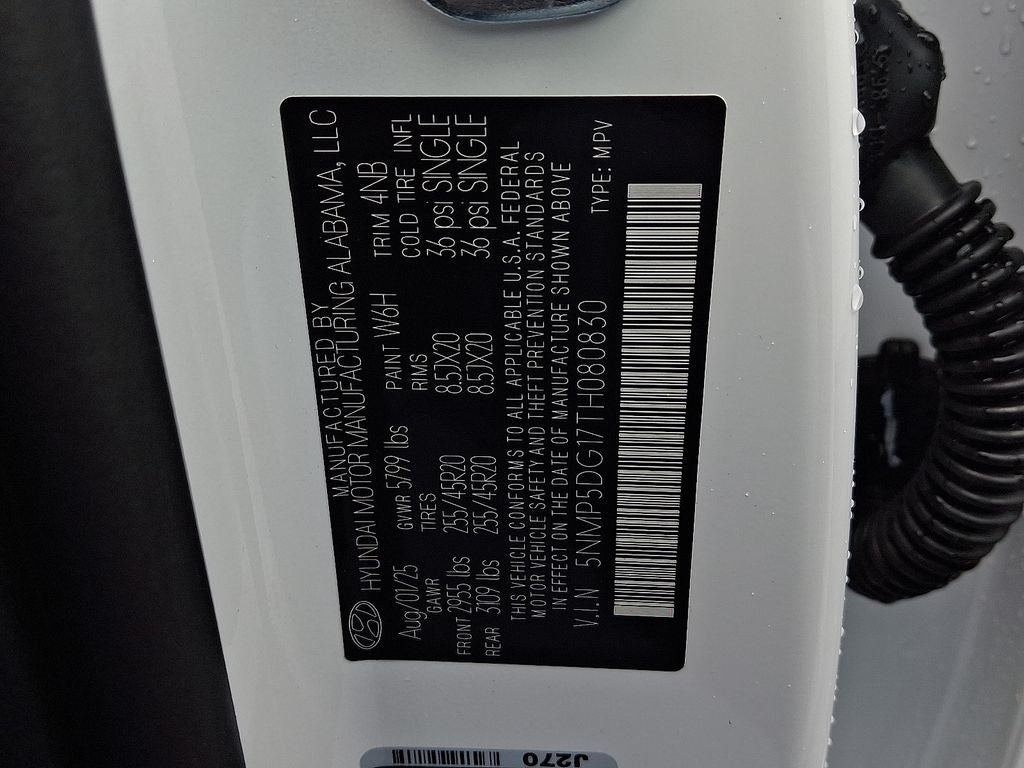 MANUFACTURED BY
HYUNDAI MOTOR MANUFACTURING ALABAMA, LLC
Aug/01/25 GVWR 5799 lbs PAINT W6H TRIM 4NB
GAWR TIRES RIMS COLD TIRE INFL
FRONT 2955 lbs 255/45R20 8.5JX20 36 psi SINGLE
REAR 3109 lbs 255/45R20 8.5JX20 36 psi SINGLE
THIS VEHICLE CONFORMS TO ALL APPLICABLE U.S.A. FEDERAL
MOTOR VEHICLE SAFETY AND THEFT PREVENTION STANDARDS
IN EFFECT ON THE DATE OF MANUFACTURE SHOWN ABOVE
V.I.N 5NMP5DG17TH080830 TYPE: MPV
J270